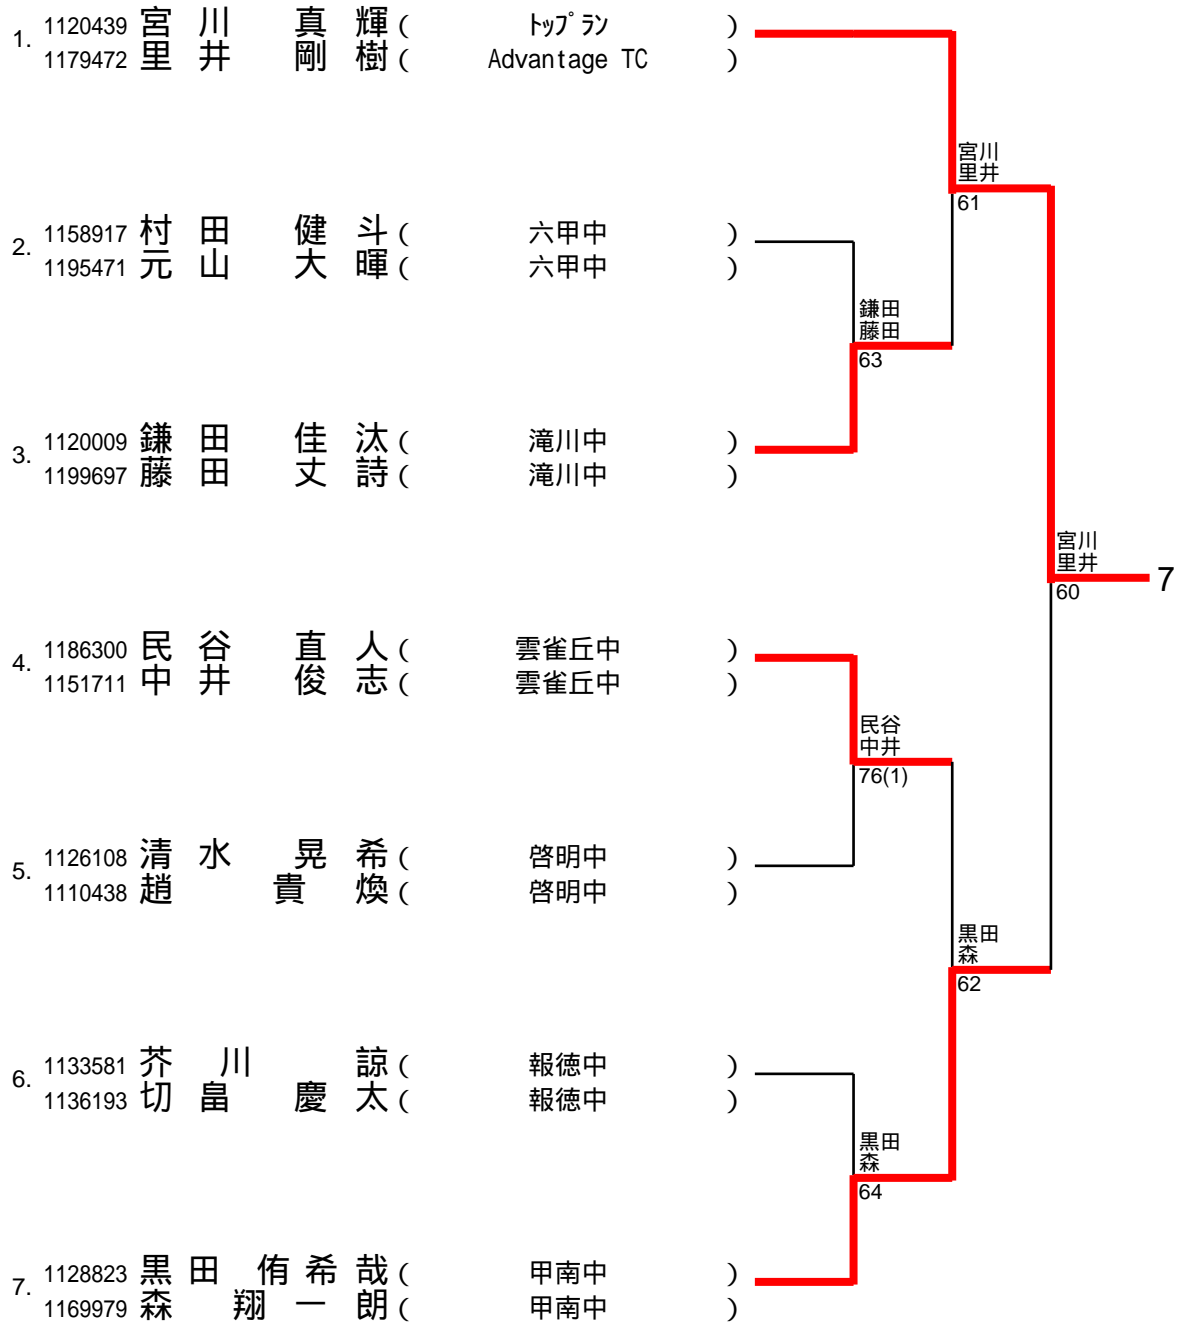 1. 1120439 宮川 真輝 ( トップラン )
1179472 里井 剛樹 ( Advantage TC )
宮川
里井
61
2. 1158917 村田 健斗 ( 六甲中 )
1195471 元山 大暉 ( 六甲中 )
鎌田
藤田
63
3. 1120009 鎌田 佳汰 ( 滝川中 )
1199697 藤田 丈詩 ( 滝川中 )
宮川
里井
60
7
4. 1186300 民谷 直人 ( 雲雀丘中 )
1151711 中井 俊志 ( 雲雀丘中 )
民谷
中井
76(1)
5. 1126108 清水 晃希 ( 啓明中 )
1110438 趙 貴煥 ( 啓明中 )
黒田
森
62
6. 1133581 芥川 諒 ( 報徳中 )
1136193 切畠 慶太 ( 報徳中 )
黒田
森
64
7. 1128823 黒田 侑希哉 ( 甲南中 )
1169979 森 翔一朗 ( 甲南中 )